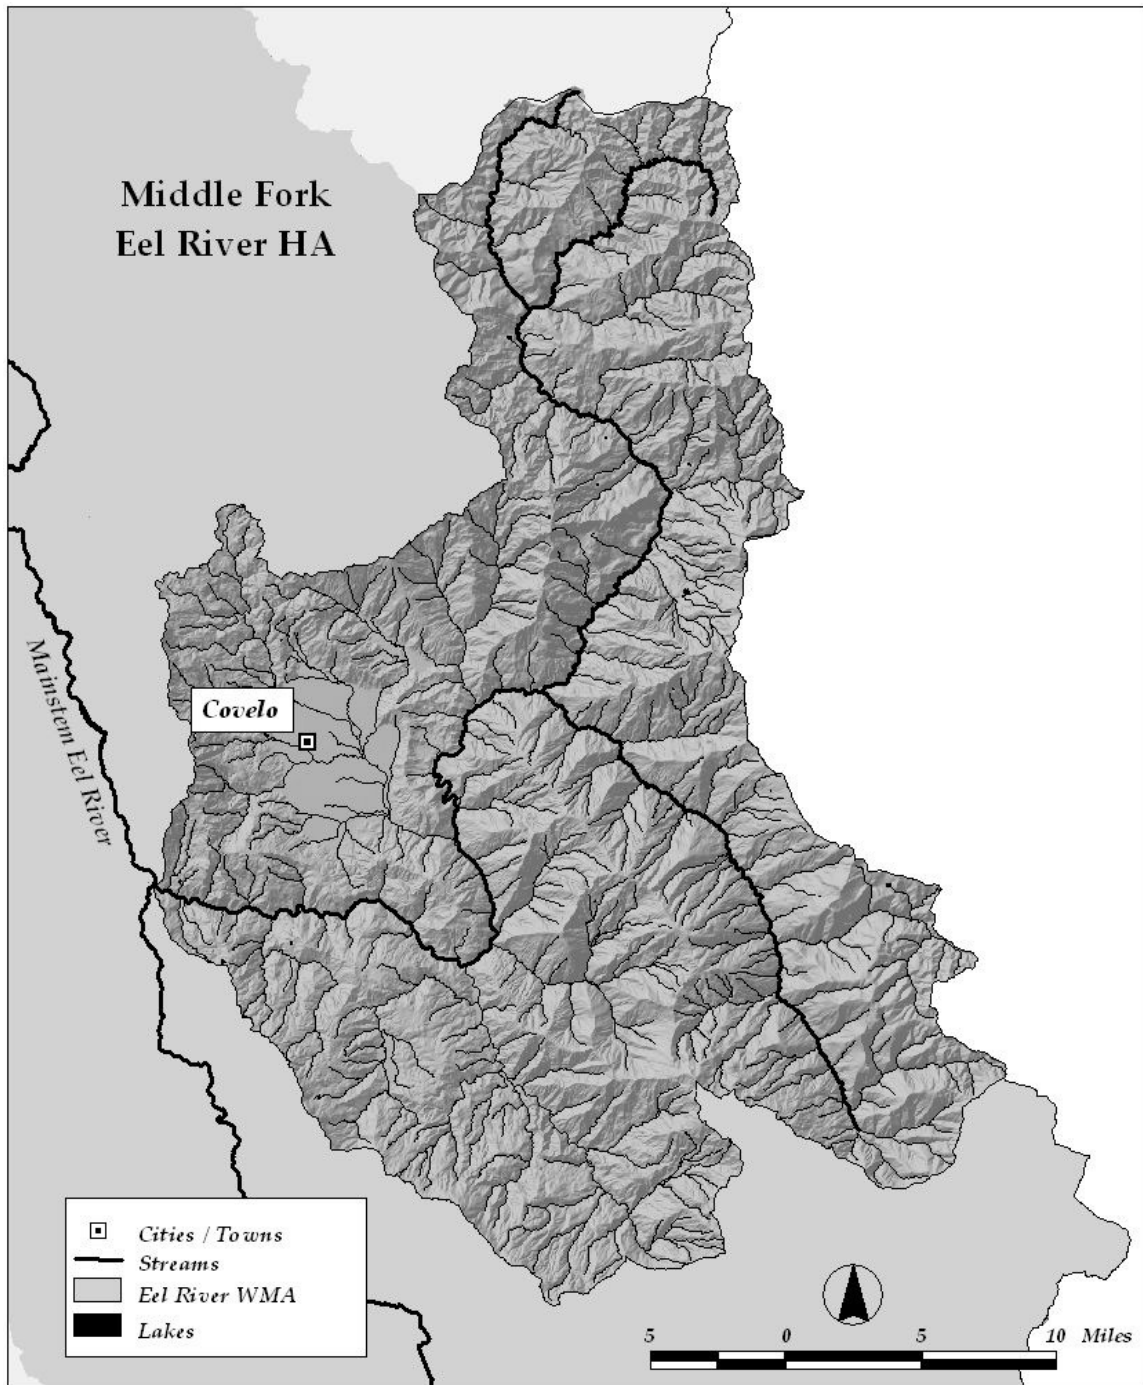 Middle Fork
Eel River HA
Covelo
Mainstem Eel River
Cities / Towns
Streams
Eel River WMA
Lakes
5 0 5 10 Miles